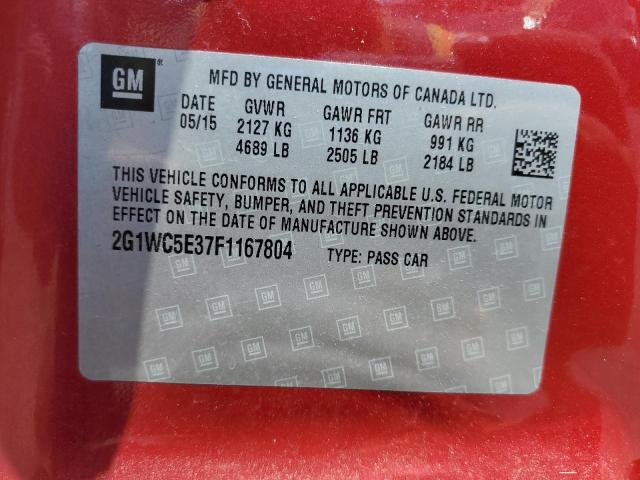 GM ®
MFD BY GENERAL MOTORS OF CANADA LTD.
DATE GVWR GAWR FRT GAWR RR
05/15 2127 KG 1136 KG 991 KG
4689 LB 2505 LB 2184 LB
THIS VEHICLE CONFORMS TO ALL APPLICABLE U.S. FEDERAL MOTOR
VEHICLE SAFETY, BUMPER, AND THEFT PREVENTION STANDARDS IN
EFFECT ON THE DATE OF MANUFACTURE SHOWN ABOVE.
2G1WC5E37F1167804 TYPE: PASS CAR